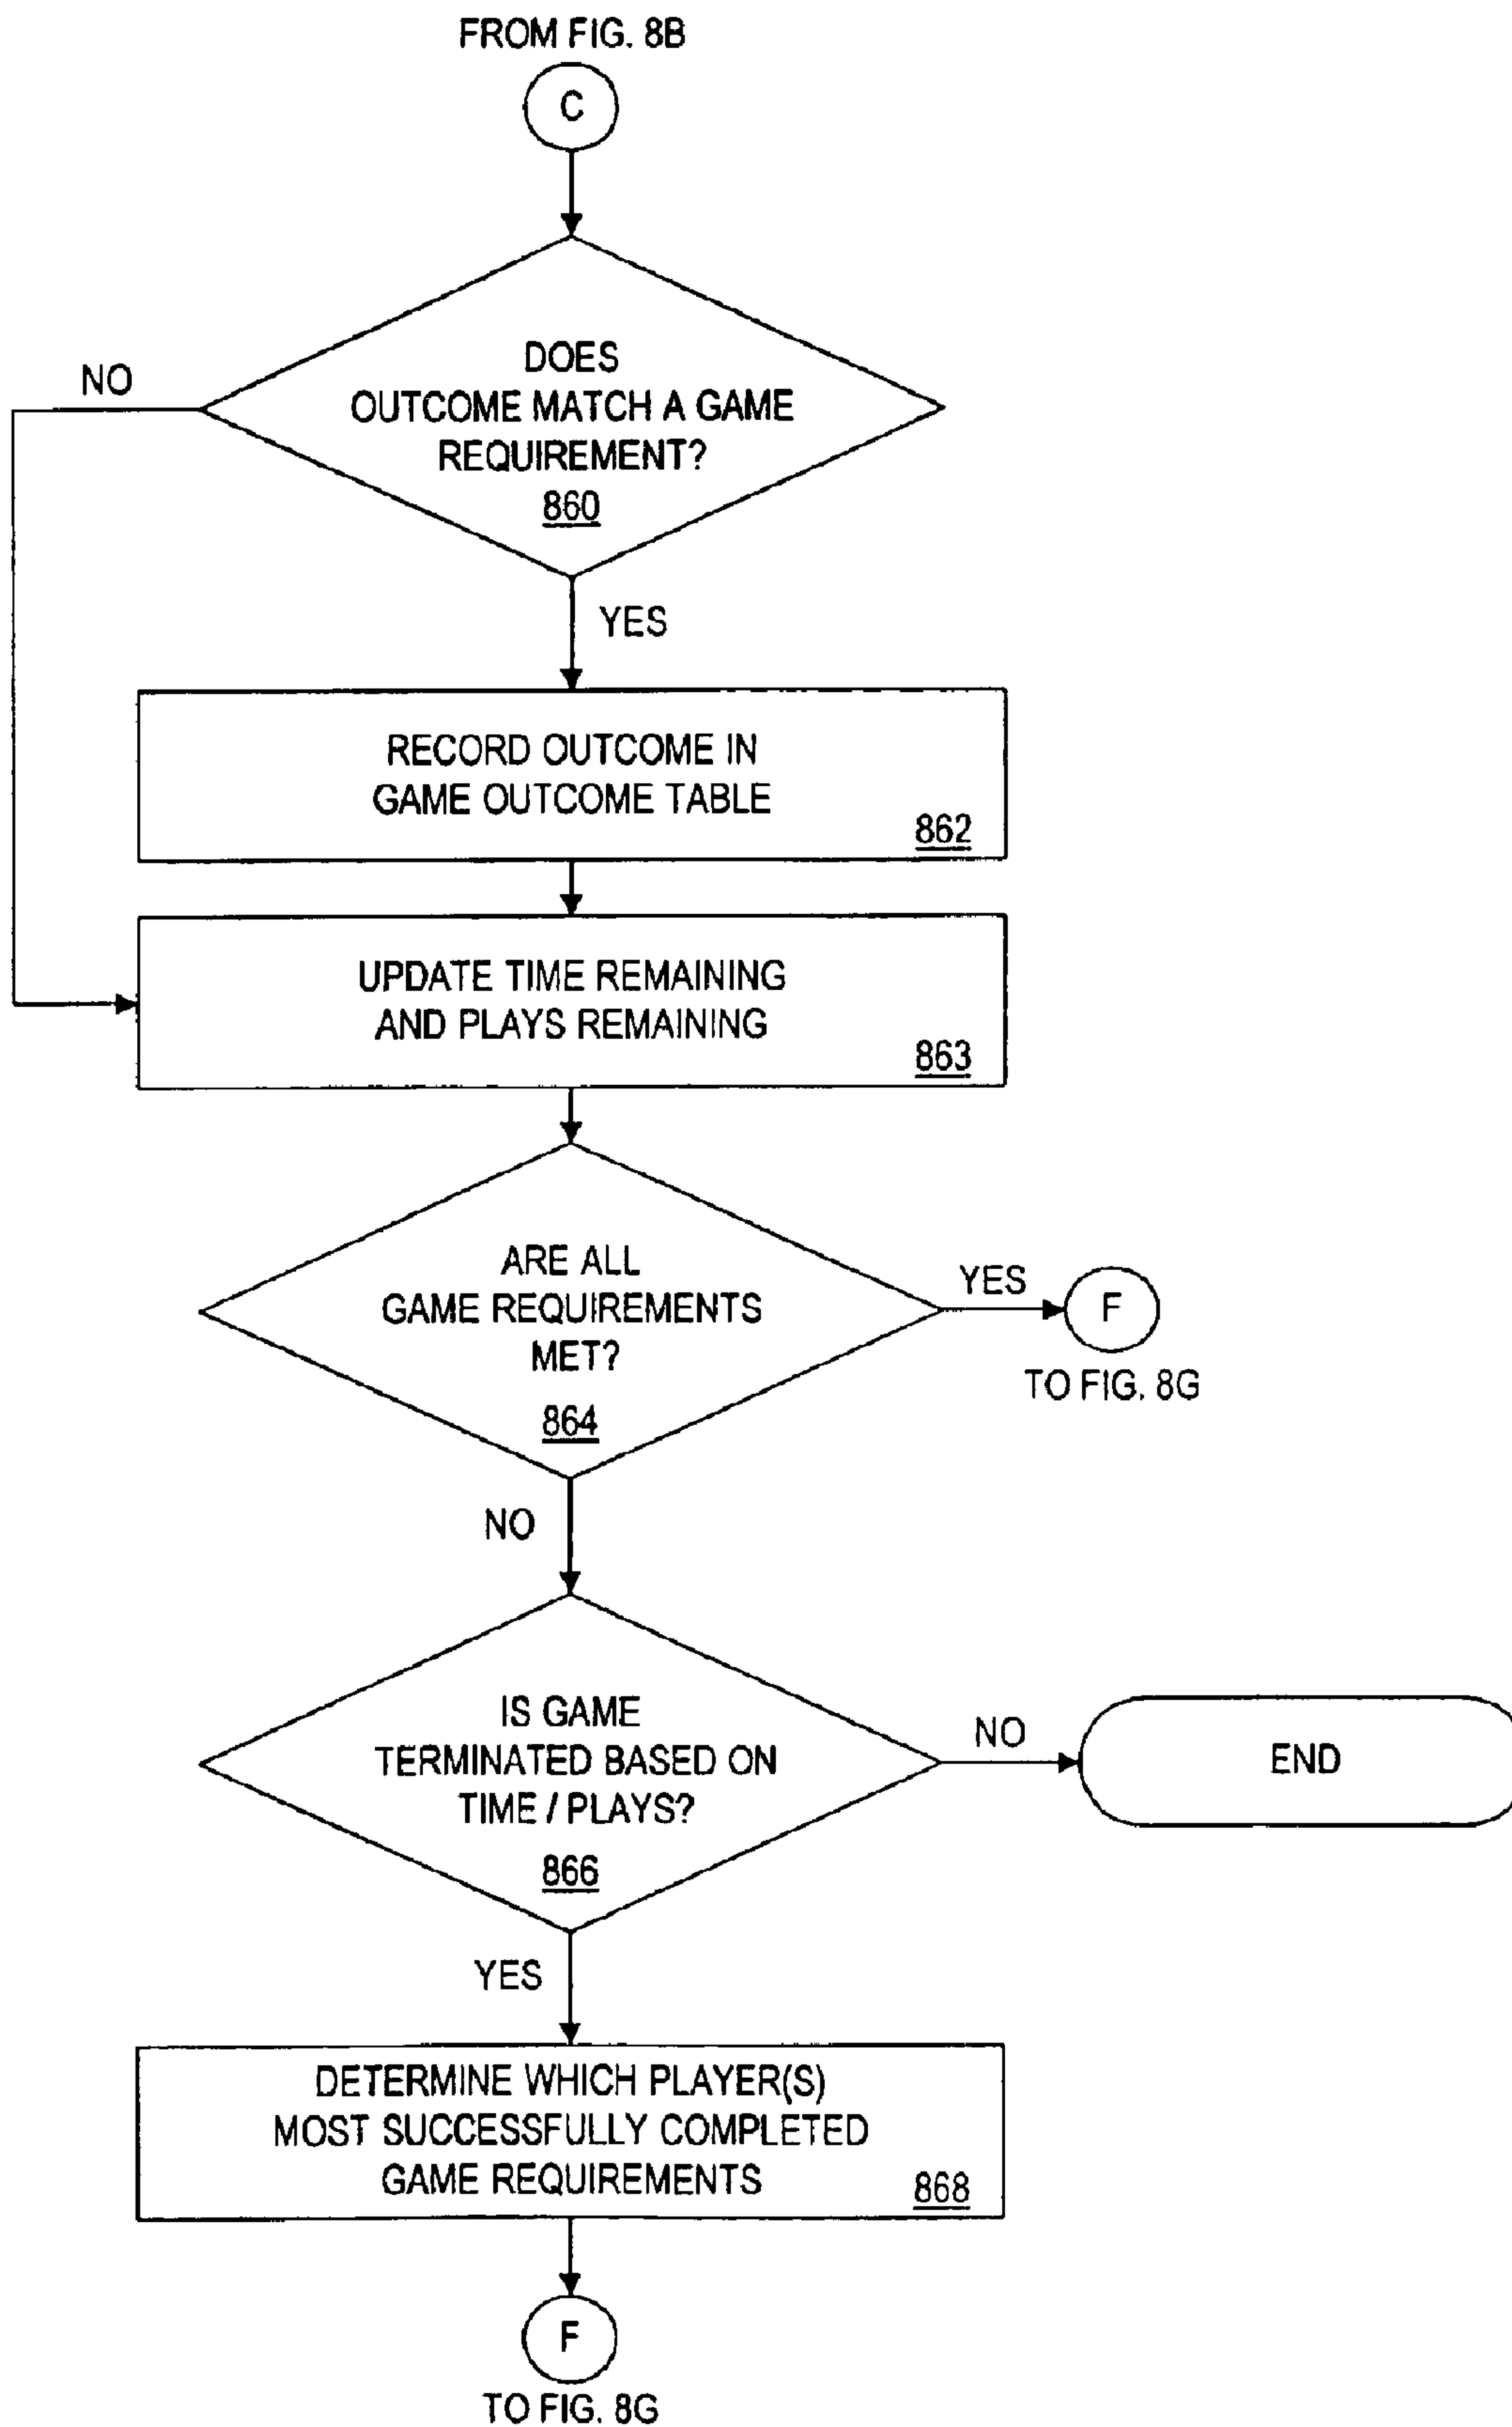 FROM FIG. 8B
C
DOES
OUTCOME MATCH A GAME
REQUIREMENT?
860
NO
YES
RECORD OUTCOME IN
GAME OUTCOME TABLE
862
UPDATE TIME REMAINING
AND PLAYS REMAINING
863
ARE ALL
GAME REQUIREMENTS
MET?
864
YES
F
TO FIG. 8G
NO
IS GAME
TERMINATED BASED ON
TIME / PLAYS?
866
NO
END
YES
DETERMINE WHICH PLAYER(S)
MOST SUCCESSFULLY COMPLETED
GAME REQUIREMENTS
868
F
TO FIG. 8G